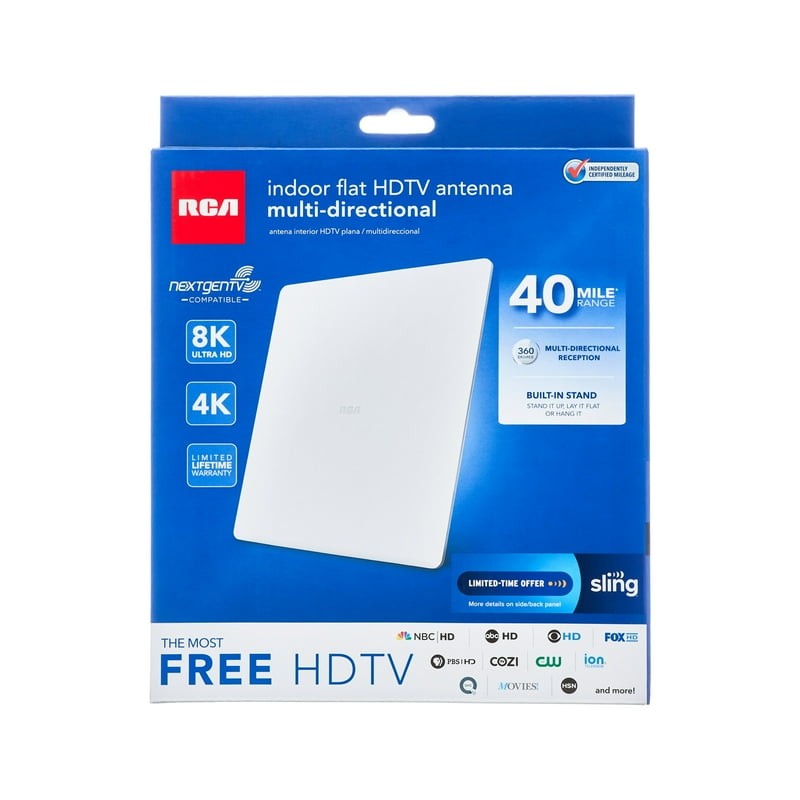 INDEPENDENTLY
CERTIFIED MILEAGE
RCA
indoor flat HDTV antenna
multi-directional
antena interior HDTV plana / multidireccional
NEXTGENTV
COMPATIBLE
8K
ULTRA HD
4K
LIMITED
LIFETIME
WARRANTY
RCA
40 MILE*
RANGE
360
DEGREE
MULTI-DIRECTIONAL
RECEPTION
BUILT-IN STAND
STAND IT UP, LAY IT FLAT
OR HANG IT
LIMITED-TIME OFFER
More details on side/back panel
sling
THE MOST
FREE HDTV
NBC HD
abc HD
HD
FOX HD
PBS HD
COZI
CW
ion
QVC
MOVIES!
HSN
and more!